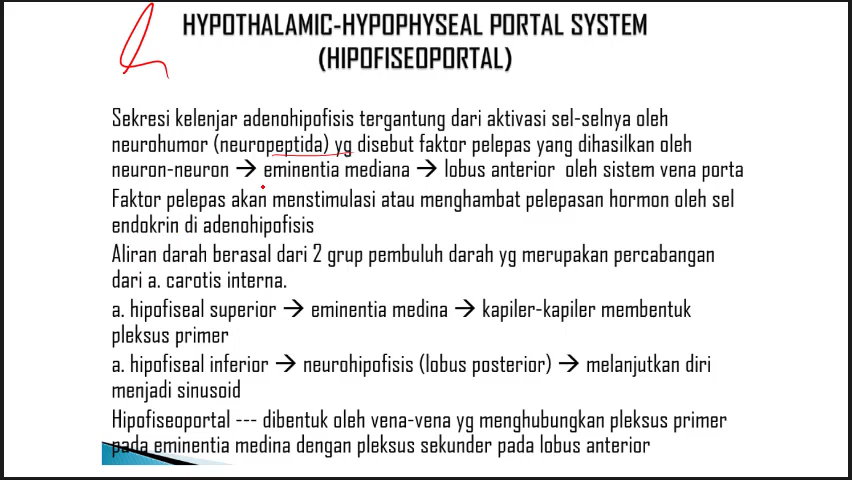 HYPOTHALAMIC-HYPOPHYSEAL PORTAL SYSTEM
(HIPOFISEOPORTAL)
Sekresi kelenjar adenohipofisis tergantung dari aktivasi sel-selnya oleh
neurohumor (neuropeptida) yg disebut faktor pelepas yang dihasilkan oleh
neuron-neuron → eminentia mediana → lobus anterior oleh sistem vena porta
Faktor pelepas akan menstimulasi atau menghambat pelepasan hormon oleh sel
endokrin di adenohipofisis
Aliran darah berasal dari 2 grup pembuluh darah yg merupakan percabangan
dari a. carotis interna.
a. hipofiseal superior → eminentia medina → kapiler-kapiler membentuk
pleksus primer
a. hipofiseal inferior → neurohipofisis (lobus posterior) → melanjutkan diri
menjadi sinusoid
Hipofiseoportal --- dibentuk oleh vena-vena yg menghubungkan pleksus primer
pada eminentia medina dengan pleksus sekunder pada lobus anterior